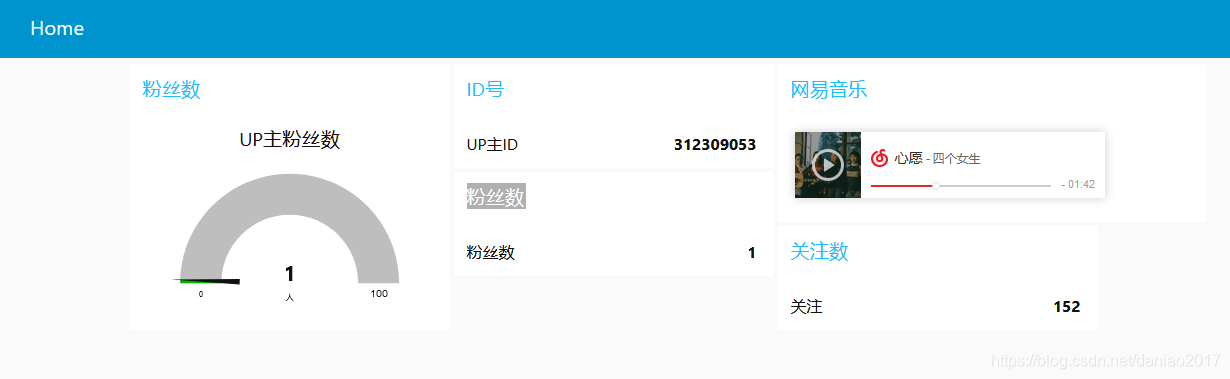 Home
粉丝数
UP主粉丝数
1
人
0
100
ID号
UP主ID 312309053
粉丝数
粉丝数 1
网易音乐
心愿 - 四个女生
- 01:42
关注数
关注 152
https://blog.csdn.net/daniao2017